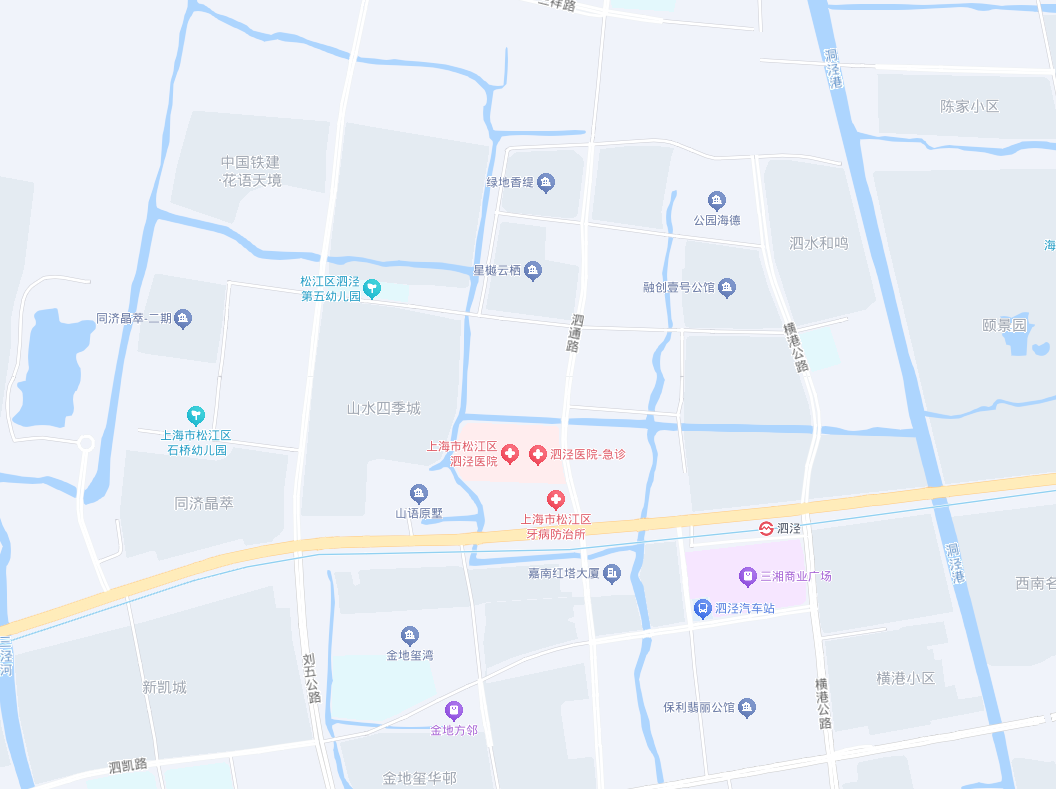 三祥路
洞泾港
陈家小区
中国铁建
·花语天境
绿地香缇
公园海德
泗水和鸣
海
星樾云栖
松江区泗泾
第五幼儿园
融创壹号公馆
同济晶萃-二期
泗通路
横港公路
颐景园
山水四季城
上海市松江区
石桥幼儿园
上海市松江区
泗泾医院
泗泾医院-急诊
同济晶萃
山语原墅
上海市松江区
牙病防治所
泗泾
洞泾港
嘉南红塔大厦
三湘商业广场
西南名
泗泾汽车站
三泾河
金地玺湾
刘五公路
新凯城
横港小区
横港公路
保利翡丽公馆
金地方邻
泗凯路
金地玺华邸